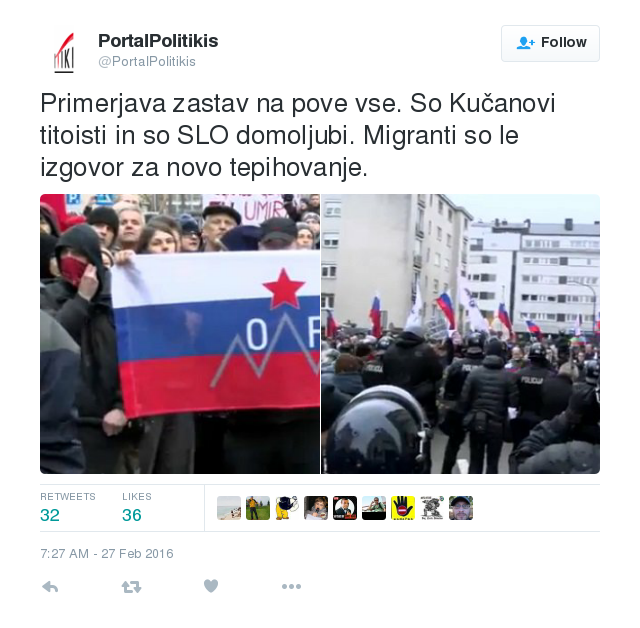 PortalPolitikis
@PortalPolitikis
Follow
Primerjava zastav na pove vse. So Kučanovi
titoisti in so SLO domoljubi. Migranti so le
izgovor za novo tepihovanje.
UMIR
O F
POLICIJA
RETWEETS
LIKES
32
36
7:27 AM - 27 Feb 2016